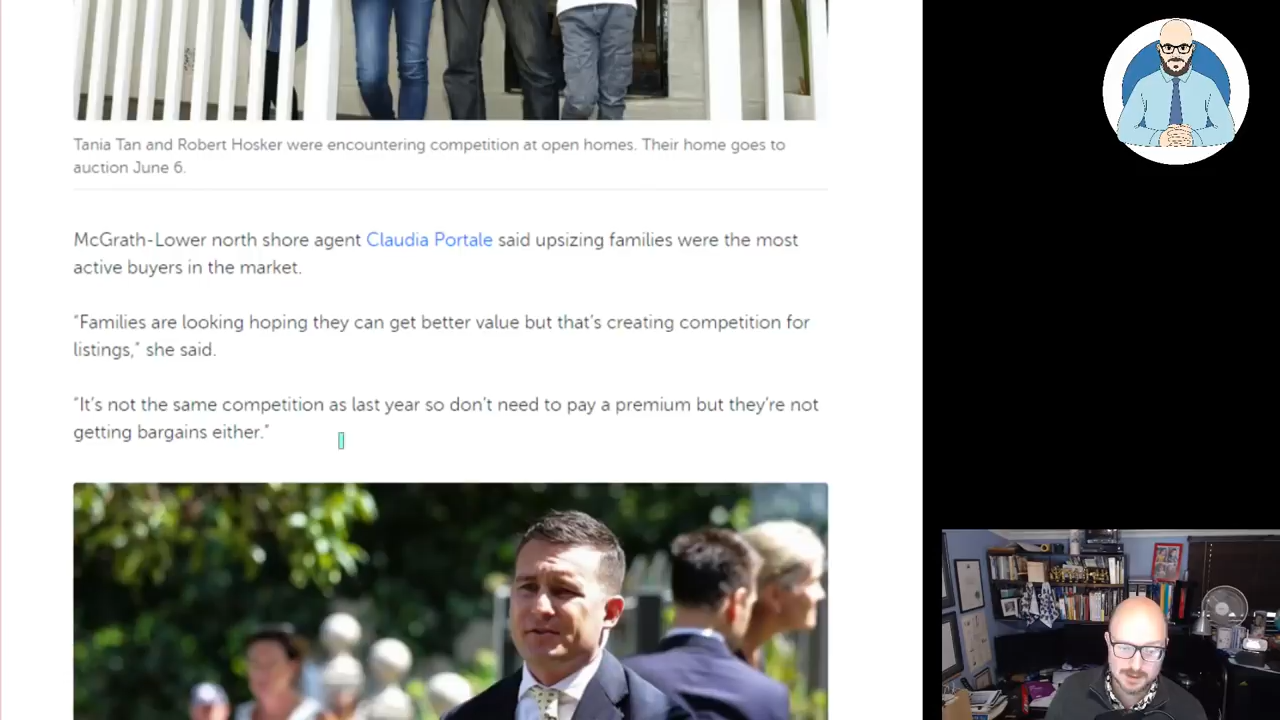 Tania Tan and Robert Hosker were encountering competition at open homes. Their home goes to
auction June 6.
McGrath-Lower north shore agent Claudia Portale said upsizing families were the most
active buyers in the market.
“Families are looking hoping they can get better value but that’s creating competition for
listings,” she said.
“It’s not the same competition as last year so don’t need to pay a premium but they’re not
getting bargains either.”